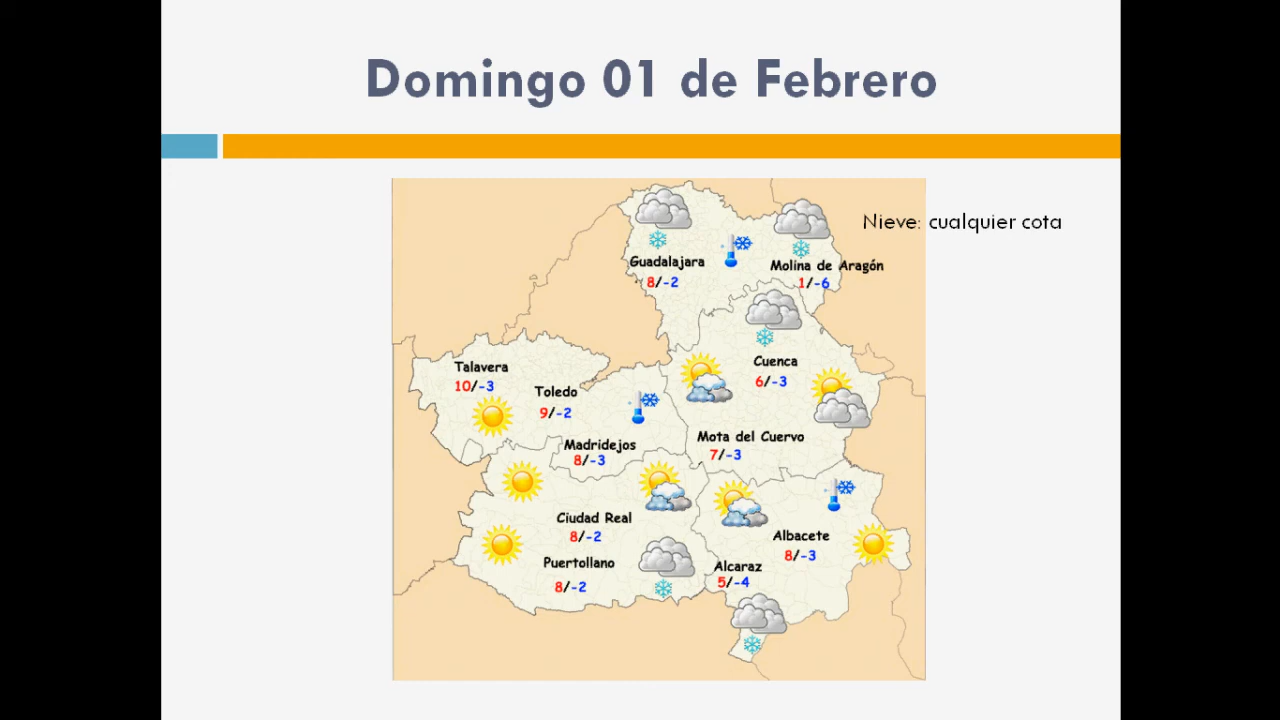 Domingo 01 de Febrero
Nieve: cualquier cota
Guadalajara
8/-2
Molina de Aragón
1/-6
Cuenca
6/-3
Talavera
10/-3
Toledo
9/-2
Mota del Cuervo
7/-3
Madridejos
8/-3
Ciudad Real
8/-2
Albacete
8/-3
Puertollano
8/-2
Alcaraz
5/-4